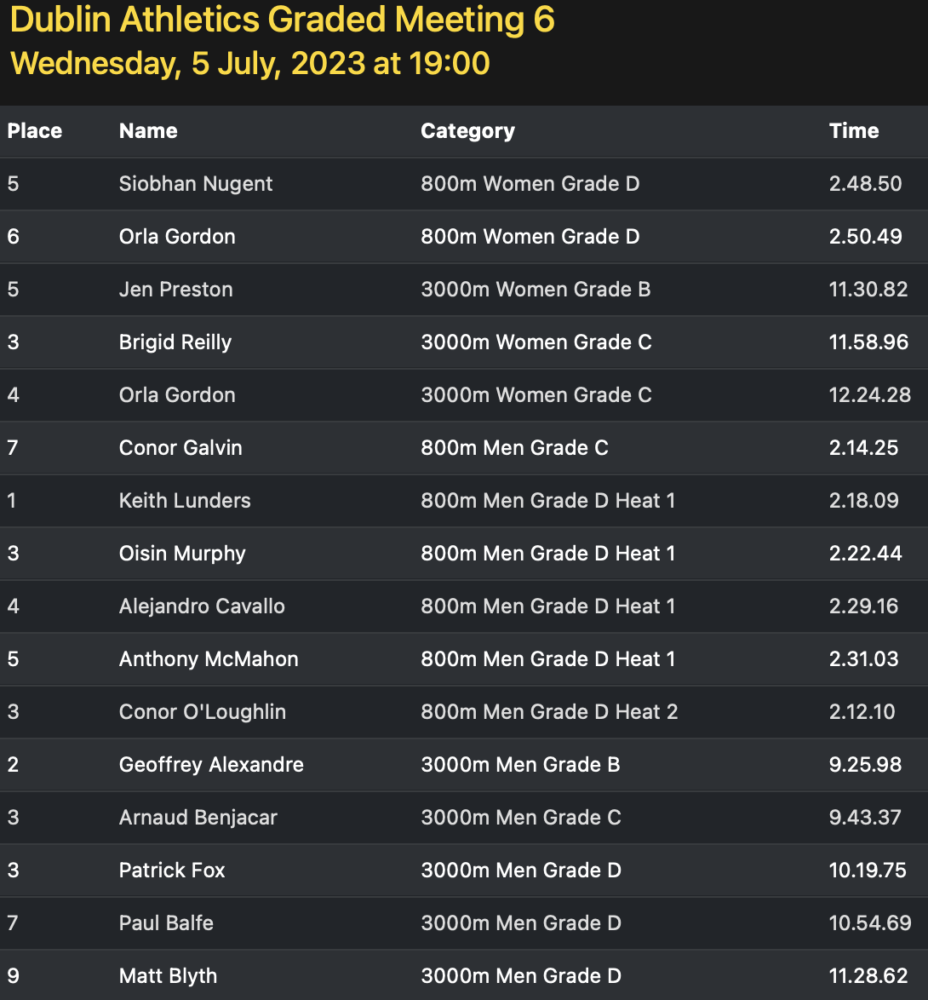 Dublin Athletics Graded Meeting 6
Wednesday, 5 July, 2023 at 19:00
Place Name Category Time
5 Siobhan Nugent 800m Women Grade D 2.48.50
6 Orla Gordon 800m Women Grade D 2.50.49
5 Jen Preston 3000m Women Grade B 11.30.82
3 Brigid Reilly 3000m Women Grade C 11.58.96
4 Orla Gordon 3000m Women Grade C 12.24.28
7 Conor Galvin 800m Men Grade C 2.14.25
1 Keith Lunders 800m Men Grade D Heat 1 2.18.09
3 Oisin Murphy 800m Men Grade D Heat 1 2.22.44
4 Alejandro Cavallo 800m Men Grade D Heat 1 2.29.16
5 Anthony McMahon 800m Men Grade D Heat 1 2.31.03
3 Conor O'Loughlin 800m Men Grade D Heat 2 2.12.10
2 Geoffrey Alexandre 3000m Men Grade B 9.25.98
3 Arnaud Benjacar 3000m Men Grade C 9.43.37
3 Patrick Fox 3000m Men Grade D 10.19.75
7 Paul Balfe 3000m Men Grade D 10.54.69
9 Matt Blyth 3000m Men Grade D 11.28.62